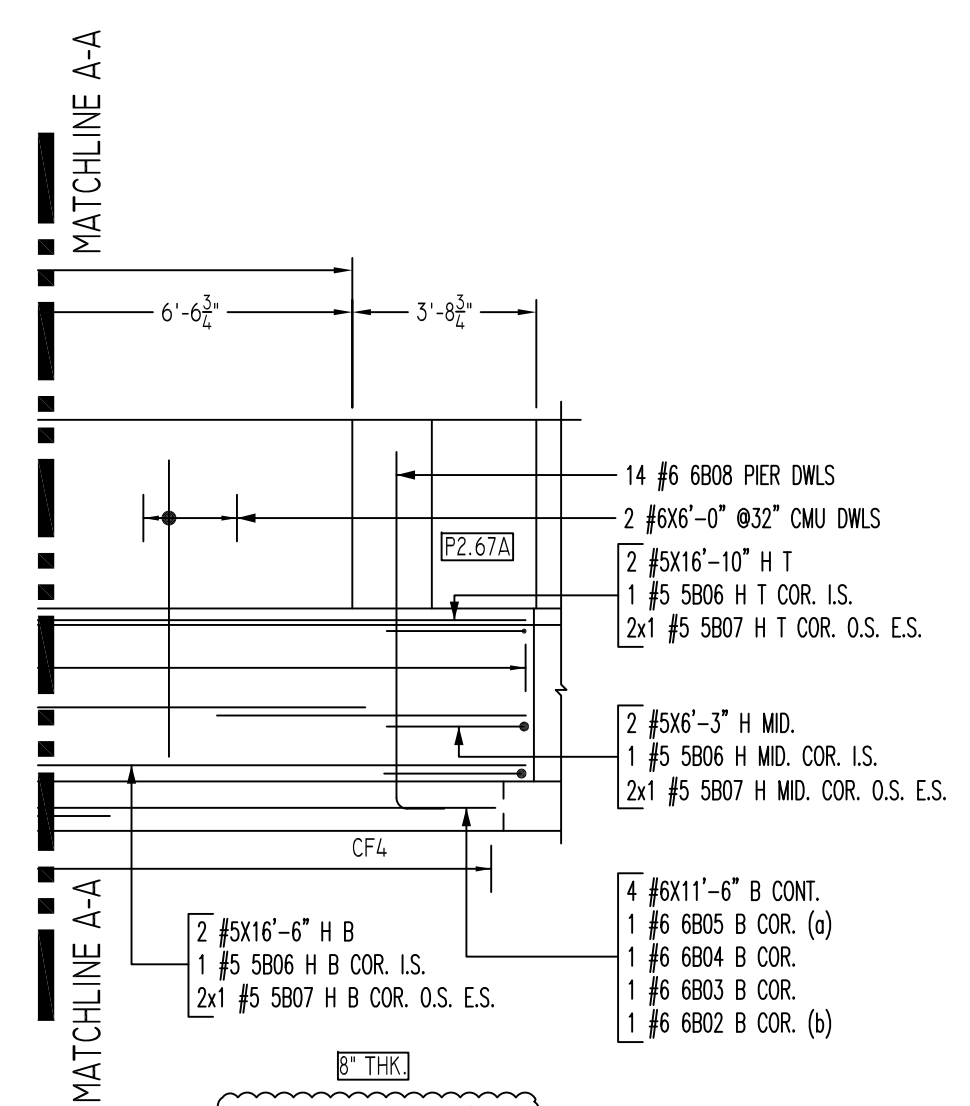 MATCHLINE A-A
6'-6¾"
3'-8¾"
14 #6 6B08 PIER DWLS
2 #6X6'-0" @32" CMU DWLS
P2.67A
2 #5X16'-10" H T
1 #5 5B06 H T COR. I.S.
2x1 #5 5B07 H T COR. O.S. E.S.
2 #5X6'-3" H MID.
1 #5 5B06 H MID. COR. I.S.
2x1 #5 5B07 H MID. COR. O.S. E.S.
CF4
4 #6X11'-6" B CONT.
1 #6 6B05 B COR. (a)
1 #6 6B04 B COR.
1 #6 6B03 B COR.
1 #6 6B02 B COR. (b)
2 #5X16'-6" H B
1 #5 5B06 H B COR. I.S.
2x1 #5 5B07 H B COR. O.S. E.S.
MATCHLINE A-A
8" THK.